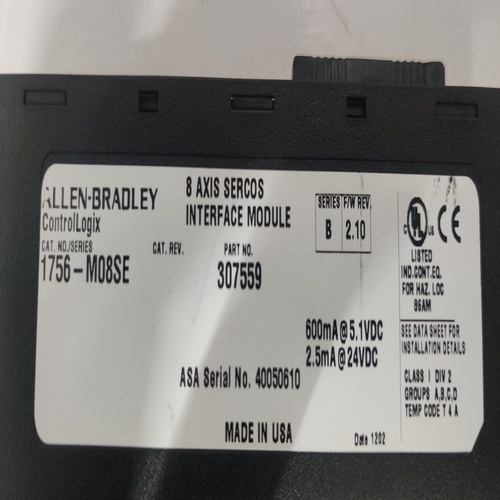 ALLEN-BRADLEY
ControlLogix
8 AXIS SERCOS
INTERFACE MODULE
SERIES F/W REV.
B 2.10
CAT. NO./SERIES CAT. REV. PART NO.
1756-M08SE 307559
600mA@5.1VDC
2.5mA@24VDC
ASA Serial No. 40050610
MADE IN USA
Date 1202
C UL US CE
LISTED
IND.CONT.EQ.
FOR HAZ. LOC
86AM
SEE DATA SHEET FOR
INSTALLATION DETAILS
CLASS I DIV 2
GROUPS A,B,C,D
TEMP CODE T 4 A